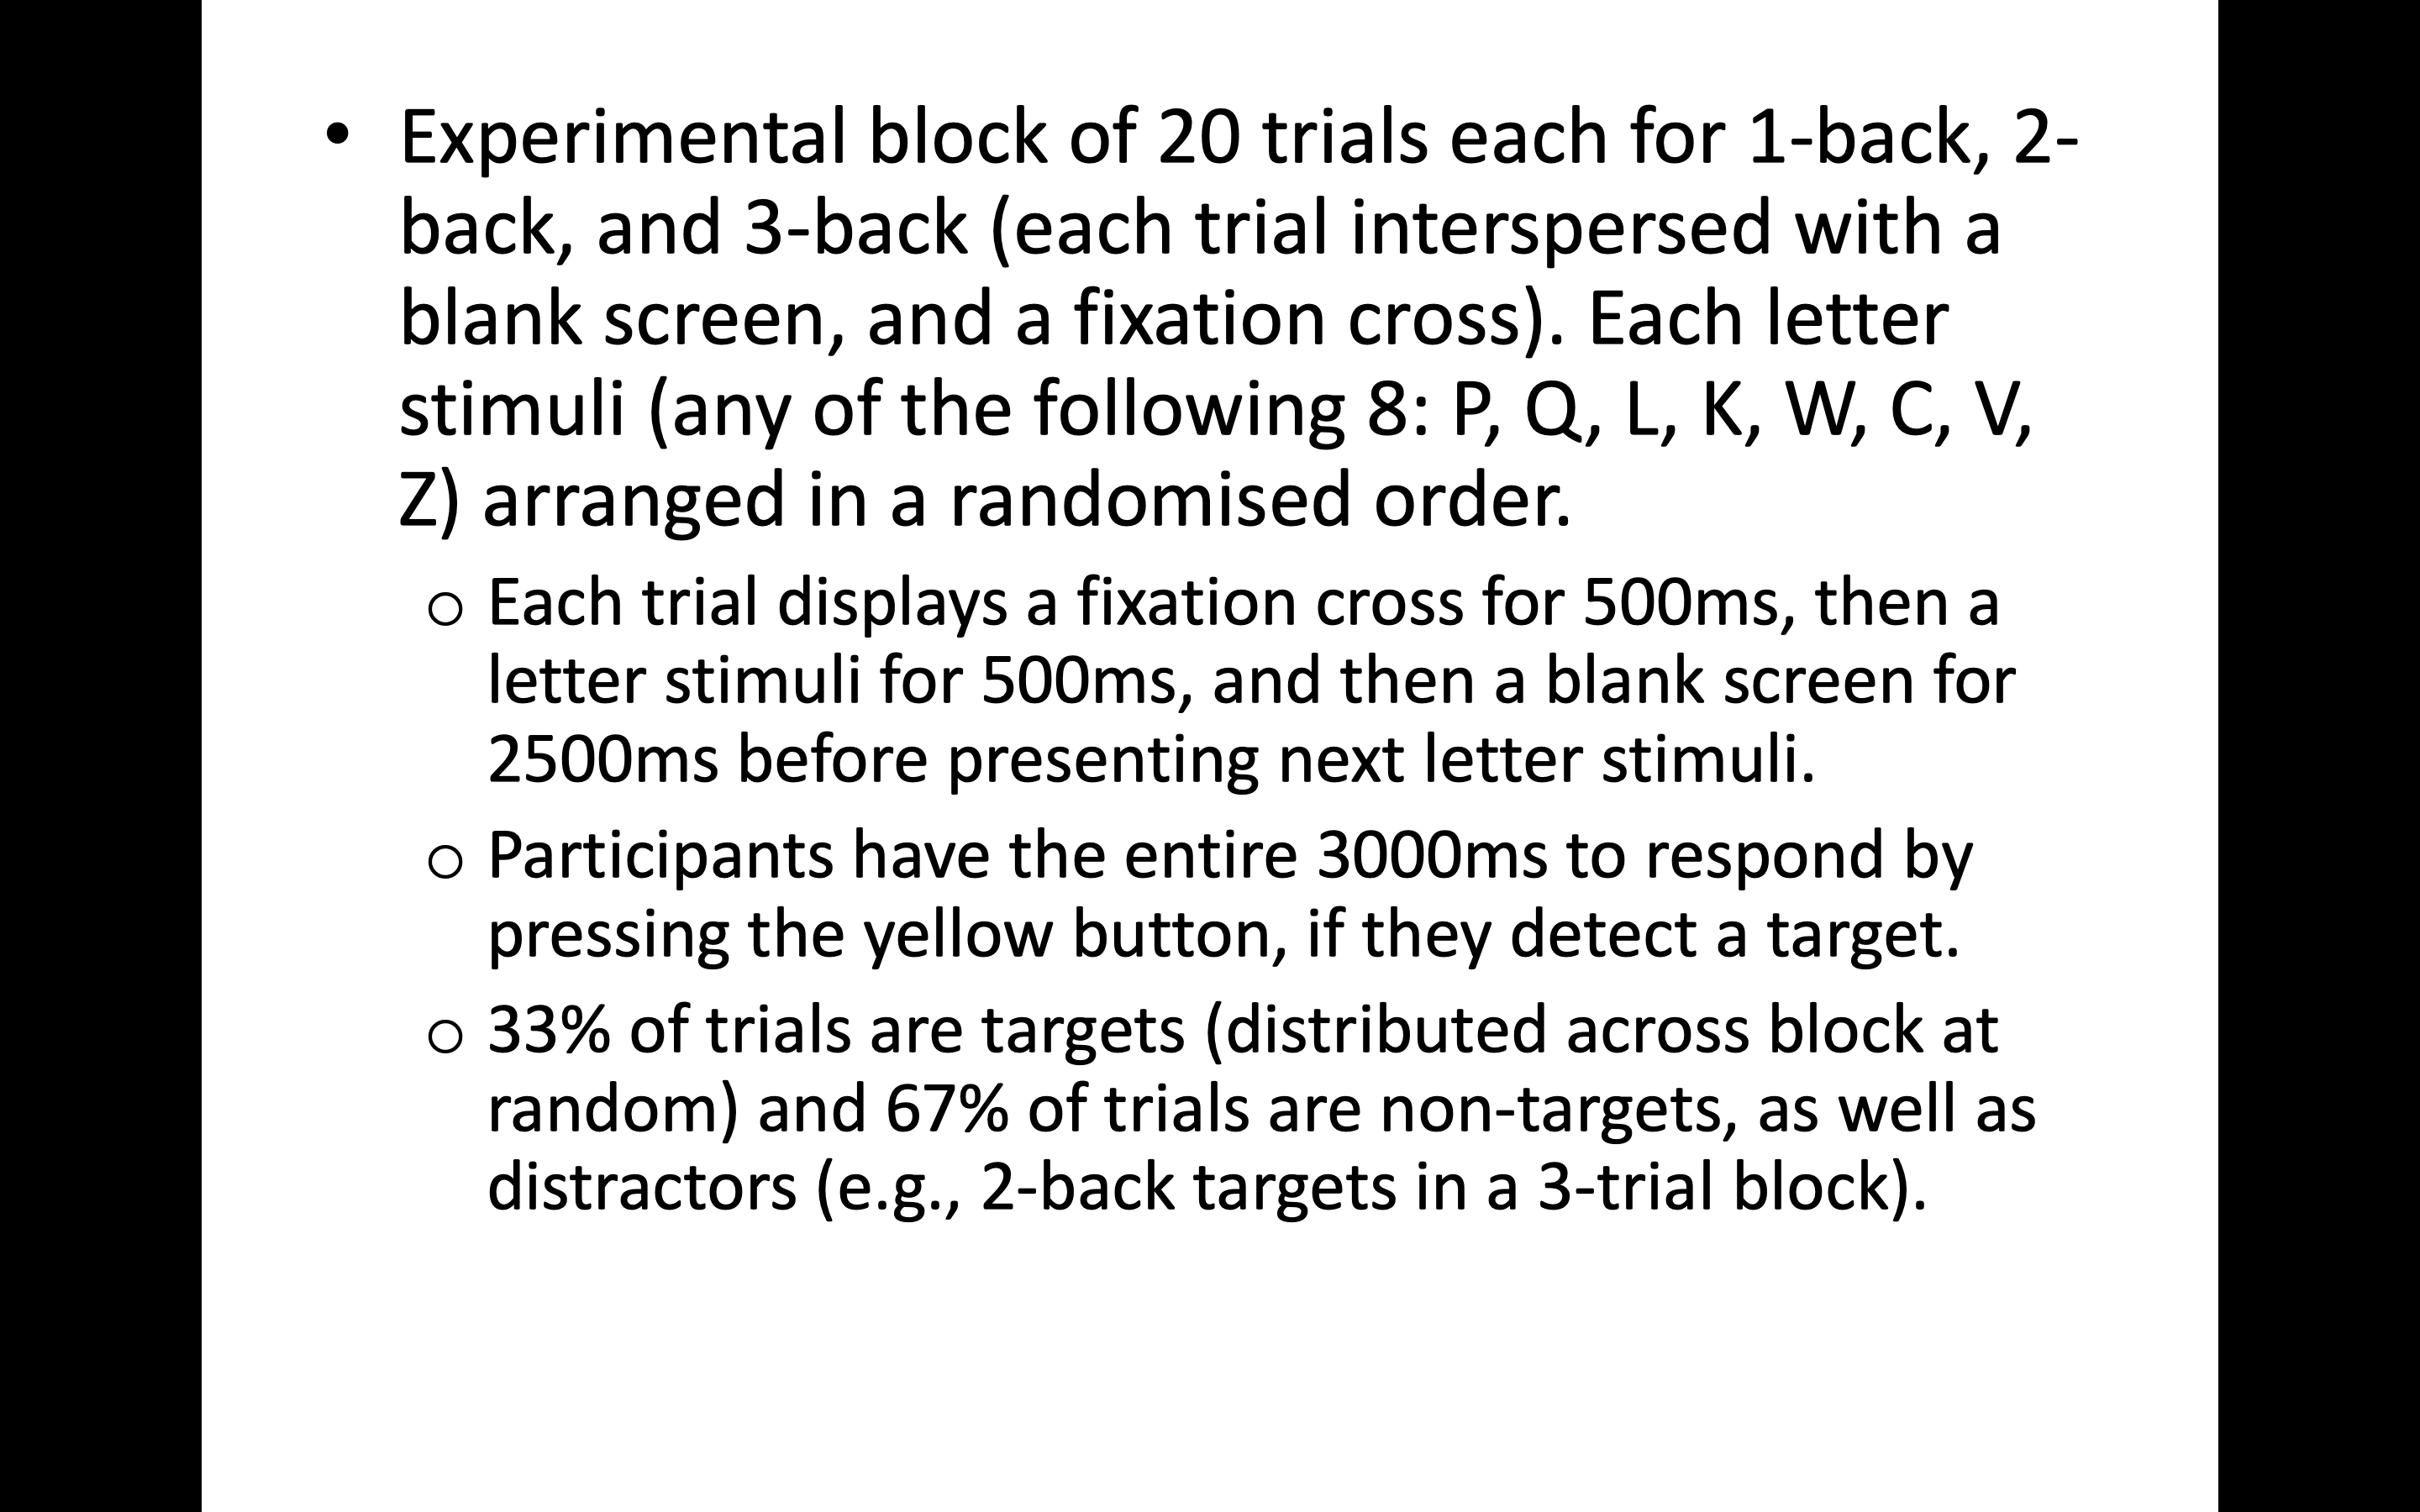 • Experimental block of 20 trials each for 1-back, 2-
back, and 3-back (each trial interspersed with a
blank screen, and a fixation cross). Each letter
stimuli (any of the following 8: P, Q, L, K, W, C, V,
Z) arranged in a randomised order.
○ Each trial displays a fixation cross for 500ms, then a
letter stimuli for 500ms, and then a blank screen for
2500ms before presenting next letter stimuli.
○ Participants have the entire 3000ms to respond by
pressing the yellow button, if they detect a target.
○ 33% of trials are targets (distributed across block at
random) and 67% of trials are non-targets, as well as
distractors (e.g., 2-back targets in a 3-trial block).